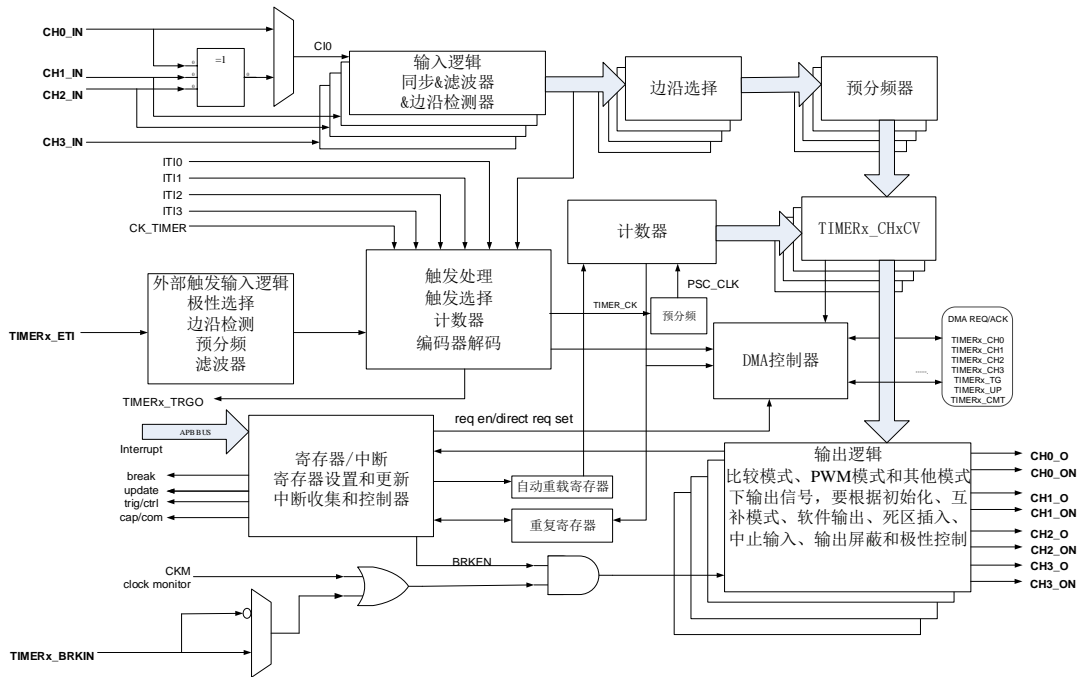 CH0_IN
CH1_IN
CH2_IN
CH3_IN
=1
CI0
输入逻辑
同步&滤波器
&边沿检测器
边沿选择
预分频器
ITI0
ITI1
ITI2
ITI3
CK_TIMER
计数器
TIMERx_CHxCV
外部触发输入逻辑
极性选择
边沿检测
预分频
滤波器
TIMERx_ETI
触发处理
触发选择
计数器
编码器解码
TIMER_CK
PSC_CLK
预分频
DMA控制器
DMA REQ/ACK
TIMERx_CH0
TIMERx_CH1
TIMERx_CH2
TIMERx_CH3
TIMERx_TG
TIMERx_UP
TIMERx_CMT
TIMERx_TRGO
req en/direct req set
APB BUS
Interrupt
break
update
trig/ctrl
cap/com
寄存器/中断
寄存器设置和更新
中断收集和控制器
自动重载寄存器
重复寄存器
输出逻辑
比较模式、PWM模式和其他模式
下输出信号，要根据初始化、互
补模式、软件输出、死区插入、
中止输入、输出屏蔽和极性控制
CH0_O
CH0_ON
CH1_O
CH1_ON
CH2_O
CH2_ON
CH3_O
CH3_ON
BRKEN
CKM
clock monitor
TIMERx_BRKIN